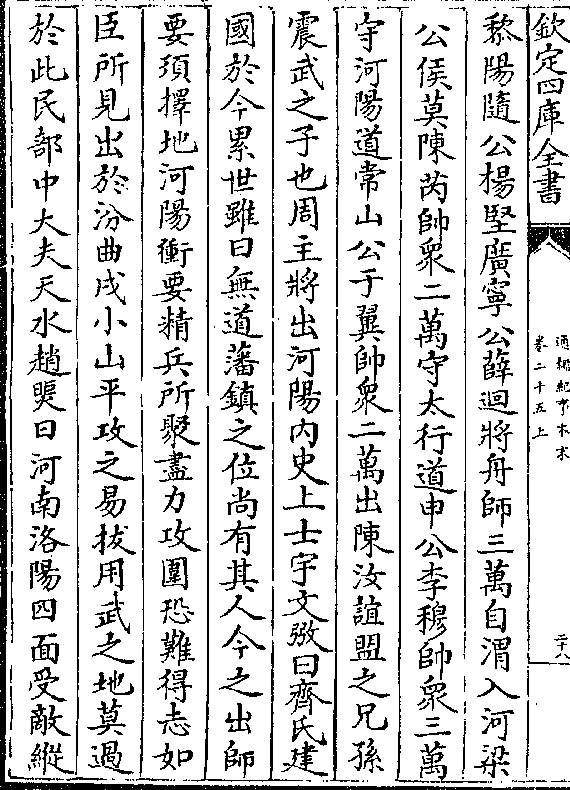 欽定四庫全書
通鑑紀事本末
卷二十五上
二十八
黎陽隨公楊堅廣寧公薛迴將舟師三萬自渭入河梁
公侯莫陳芮帥衆二萬守太行道申公李穆帥衆三萬
守河陽道常山公于翼帥衆二萬出陳汝誼盟之兄孫
震武之子也周主將出河陽内史上士宇文㢸曰齊氏建
國於今累世雖曰無道藩鎮之位尚有其人今之出師
要須擇地河陽衝要精兵所聚盡力攻圍恐難得志如
臣所見出於汾曲戍小山平攻之易拔用武之地莫過
於此民部中大夫天水趙煚曰河南洛陽四面受敵縱